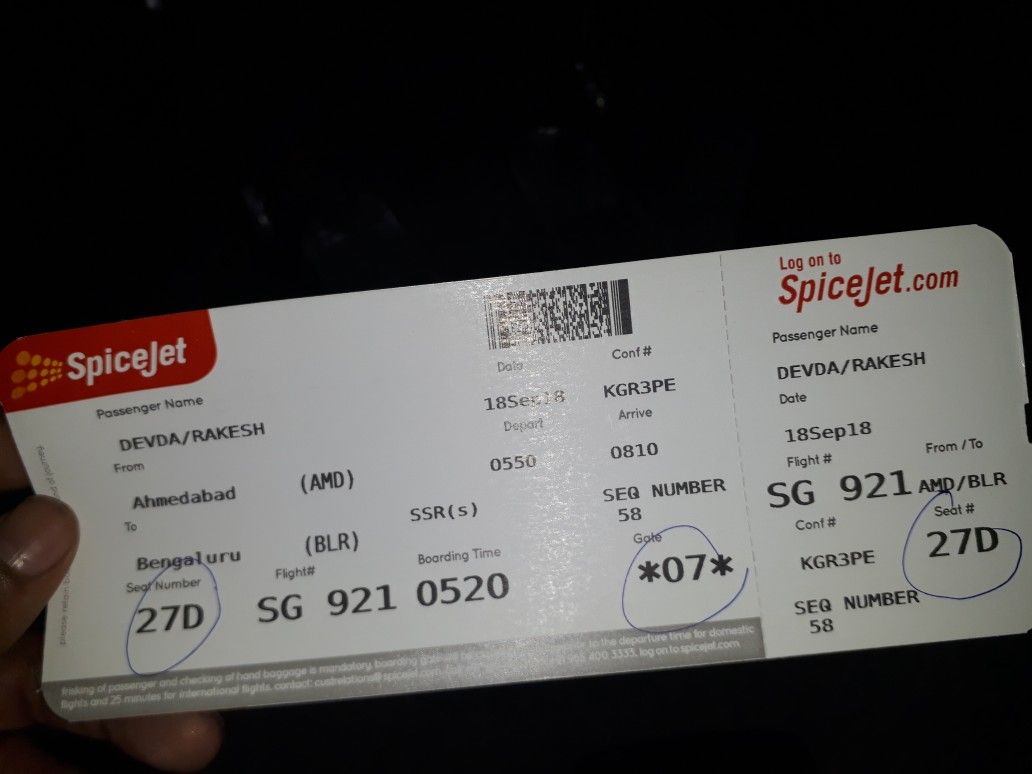 SpiceJet
Passenger Name
DEVDA/RAKESH
From
Ahmedabad (AMD)
To
Bengaluru (BLR)
SSR(s)
Date
18Sep18
Conf #
KGR3PE
Depart
0550
Arrive
0810
SEQ NUMBER
58
Seat Number
27D
Flight#
SG 921
Boarding Time
0520
Gate
*07*
frisking of passenger and checking of hand baggage is mandatory, boarding gate to the departure time for domestic
flights and 25 minutes for international flights. contact: custrelations@spicejet.com 400 3333, log on to spicejet.com
please retain
Log on to
SpiceJet.com
Passenger Name
DEVDA/RAKESH
Date
18Sep18
Flight #
SG 921
From / To
AMD/BLR
Conf #
KGR3PE
Seat #
27D
SEQ NUMBER
58